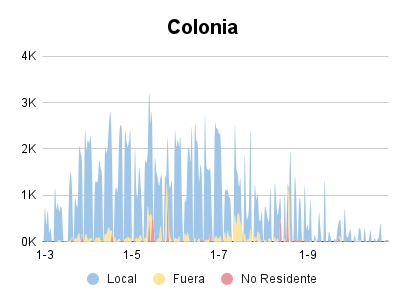 Colonia
4K
3K
2K
1K
0K
1-3 1-5 1-7 1-9
Local Fuera No Residente